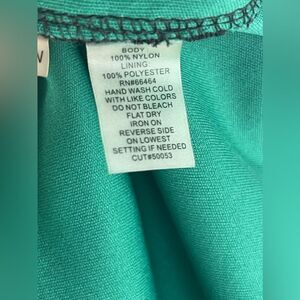 BODY
100% NYLON
LINING
100% POLYESTER
RN#66464
HAND WASH COLD
WITH LIKE COLORS
DO NOT BLEACH
FLAT DRY
IRON ON
REVERSE SIDE
ON LOWEST
SETTING IF NEEDED
CUT#50053